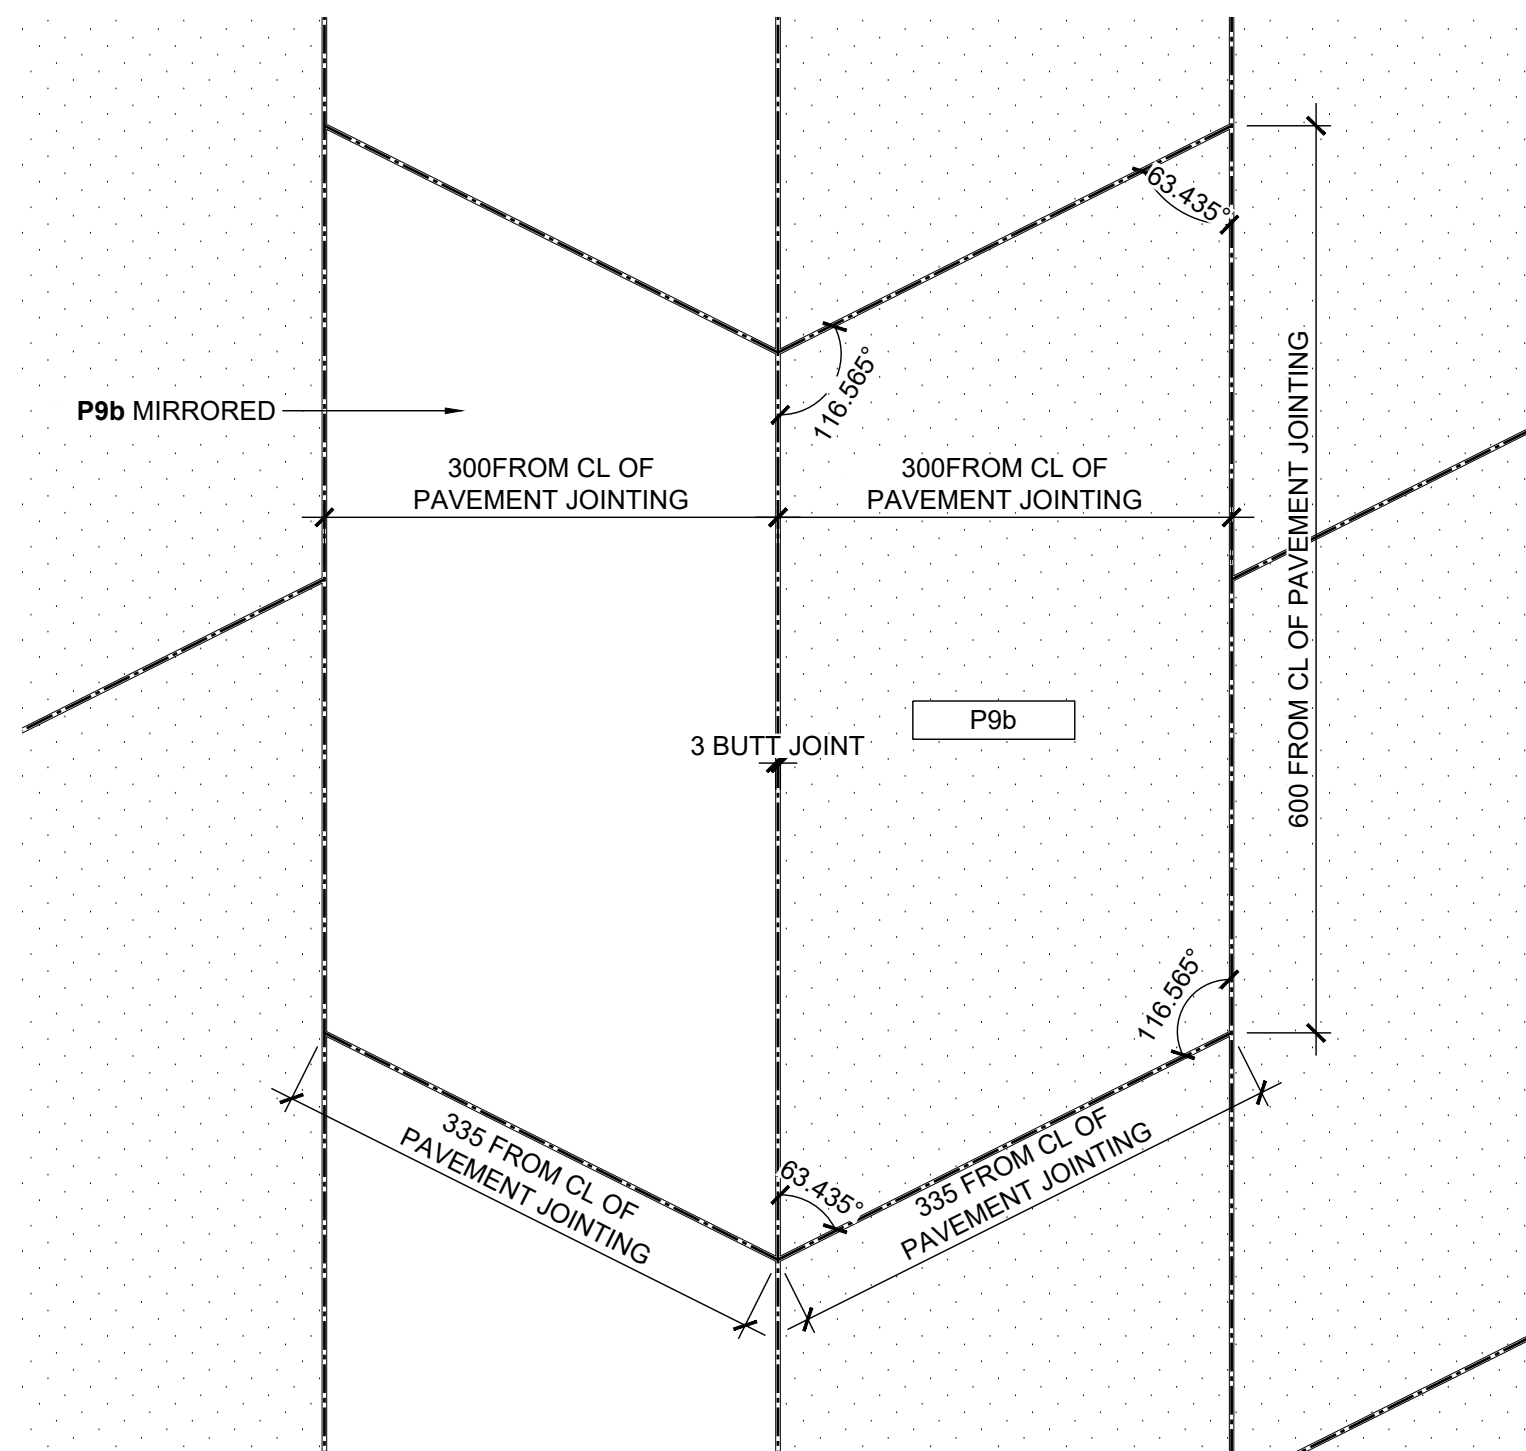 63.435°
116.565°
P9b MIRRORED
300FROM CL OF
PAVEMENT JOINTING
300FROM CL OF
PAVEMENT JOINTING
600 FROM CL OF PAVEMENT JOINTING
P9b
3 BUTT JOINT
116.565°
335 FROM CL OF
PAVEMENT JOINTING
63.435°
335 FROM CL OF
PAVEMENT JOINTING